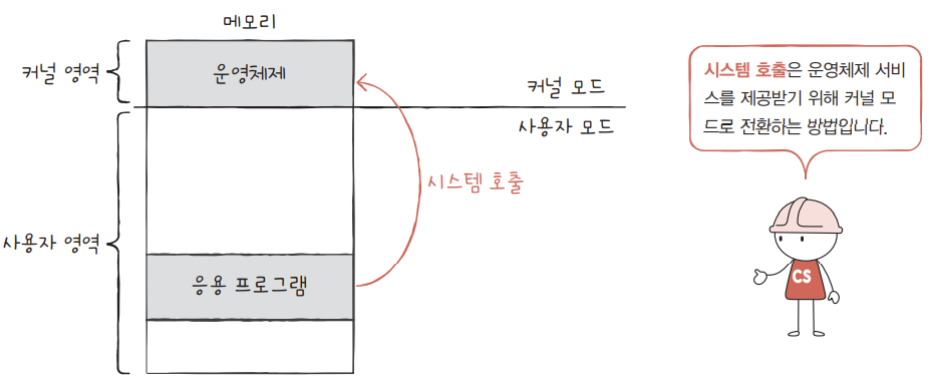 메모리
커널 영역
운영체제
커널 모드
사용자 모드
시스템 호출
사용자 영역
응용 프로그램
시스템 호출은 운영체제 서비
스를 제공받기 위해 커널 모
드로 전환하는 방법입니다.
CS